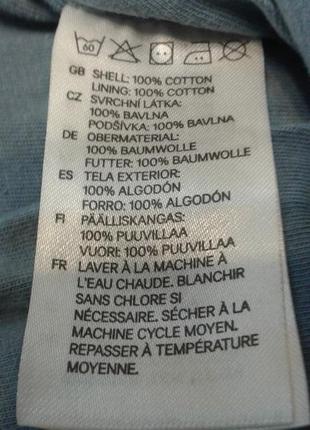 60
GB SHELL: 100% COTTON
LINING: 100% COTTON
CZ SVRCHNÍ LÁTKA:
100% BAVLNA
PODŠÍVKA: 100% BAVLNA
DE OBERMATERIAL:
100% BAUMWOLLE
FUTTER: 100% BAUMWOLLE
ES TELA EXTERIOR:
100% ALGODÓN
FORRO: 100% ALGODÓN
FI PÄÄLLISKANGAS:
100% PUUVILLAA
VUORI: 100% PUUVILLAA
FR LAVER À LA MACHINE À
L'EAU CHAUDE. BLANCHIR
SANS CHLORE SI
NÉCESSAIRE. SÉCHER À LA
MACHINE CYCLE MOYEN.
REPASSER À TEMPÉRATURE
MOYENNE.